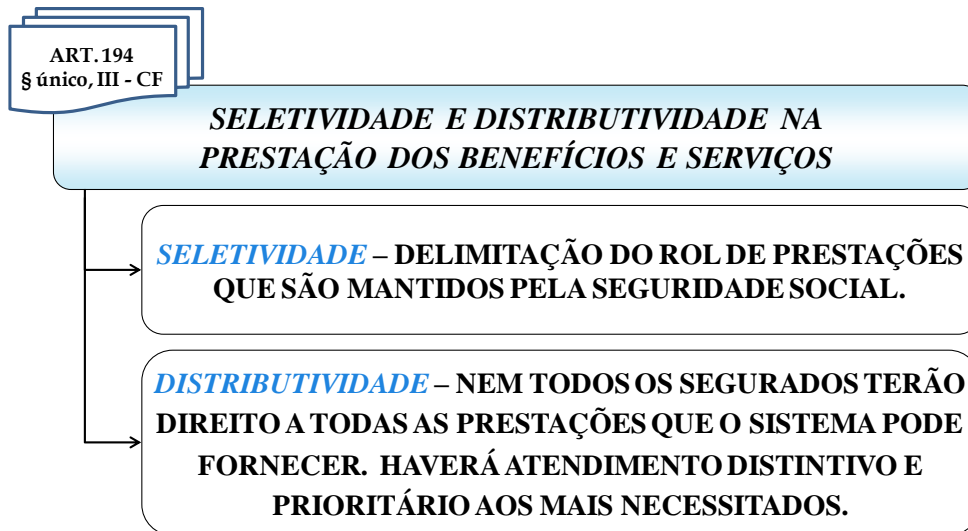 ART. 194
§ único, III - CF
SELETIVIDADE E DISTRIBUTIVIDADE NA
PRESTAÇÃO DOS BENEFÍCIOS E SERVIÇOS
SELETIVIDADE – DELIMITAÇÃO DO ROL DE PRESTAÇÕES
QUE SÃO MANTIDOS PELA SEGURIDADE SOCIAL.
DISTRIBUTIVIDADE – NEM TODOS OS SEGURADOS TERÃO
DIREITO A TODAS AS PRESTAÇÕES QUE O SISTEMA PODE
FORNECER. HAVERÁ ATENDIMENTO DISTINTIVO E
PRIORITÁRIO AOS MAIS NECESSITADOS.